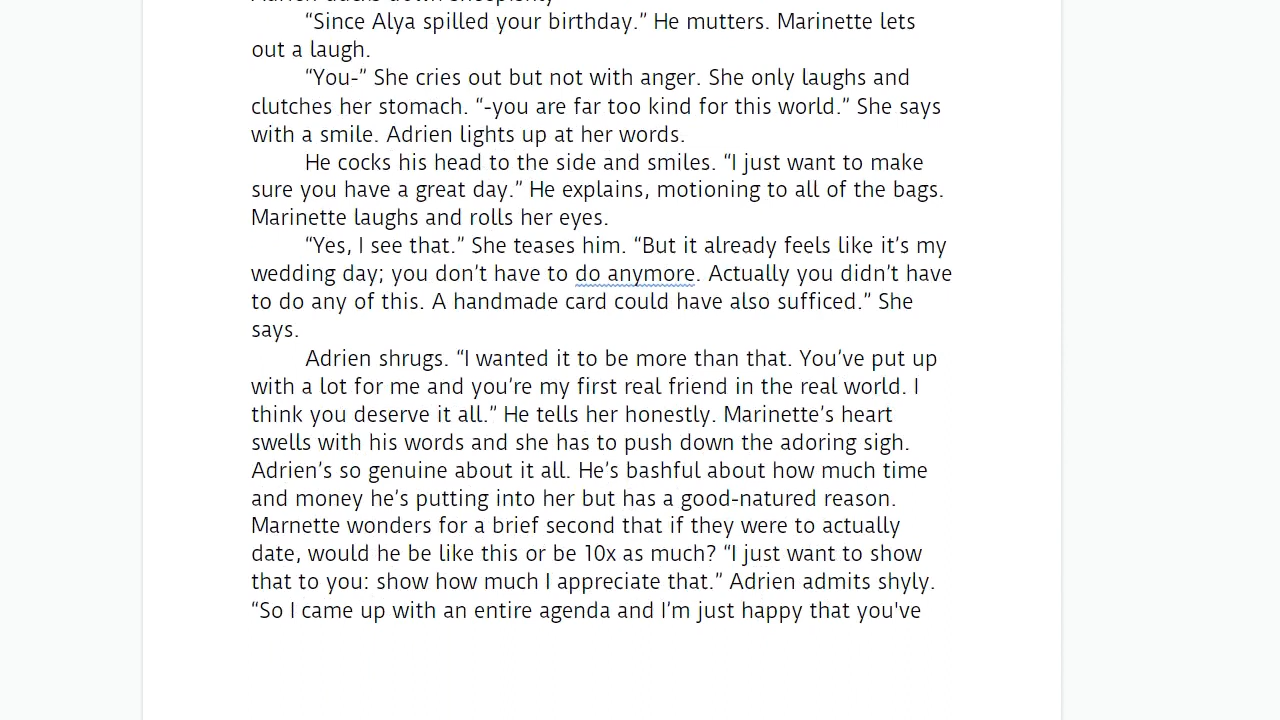 “Since Alya spilled your birthday.” He mutters. Marinette lets
out a laugh.
“You-” She cries out but not with anger. She only laughs and
clutches her stomach. “-you are far too kind for this world.” She says
with a smile. Adrien lights up at her words.
He cocks his head to the side and smiles. “I just want to make
sure you have a great day.” He explains, motioning to all of the bags.
Marinette laughs and rolls her eyes.
“Yes, I see that.” She teases him. “But it already feels like it’s my
wedding day; you don’t have to do anymore. Actually you didn’t have
to do any of this. A handmade card could have also sufficed.” She
says.
Adrien shrugs. “I wanted it to be more than that. You’ve put up
with a lot for me and you’re my first real friend in the real world. I
think you deserve it all.” He tells her honestly. Marinette’s heart
swells with his words and she has to push down the adoring sigh.
Adrien’s so genuine about it all. He’s bashful about how much time
and money he’s putting into her but has a good-natured reason.
Marnette wonders for a brief second that if they were to actually
date, would he be like this or be 10x as much? “I just want to show
that to you: show how much I appreciate that.” Adrien admits shyly.
“So I came up with an entire agenda and I’m just happy that you've